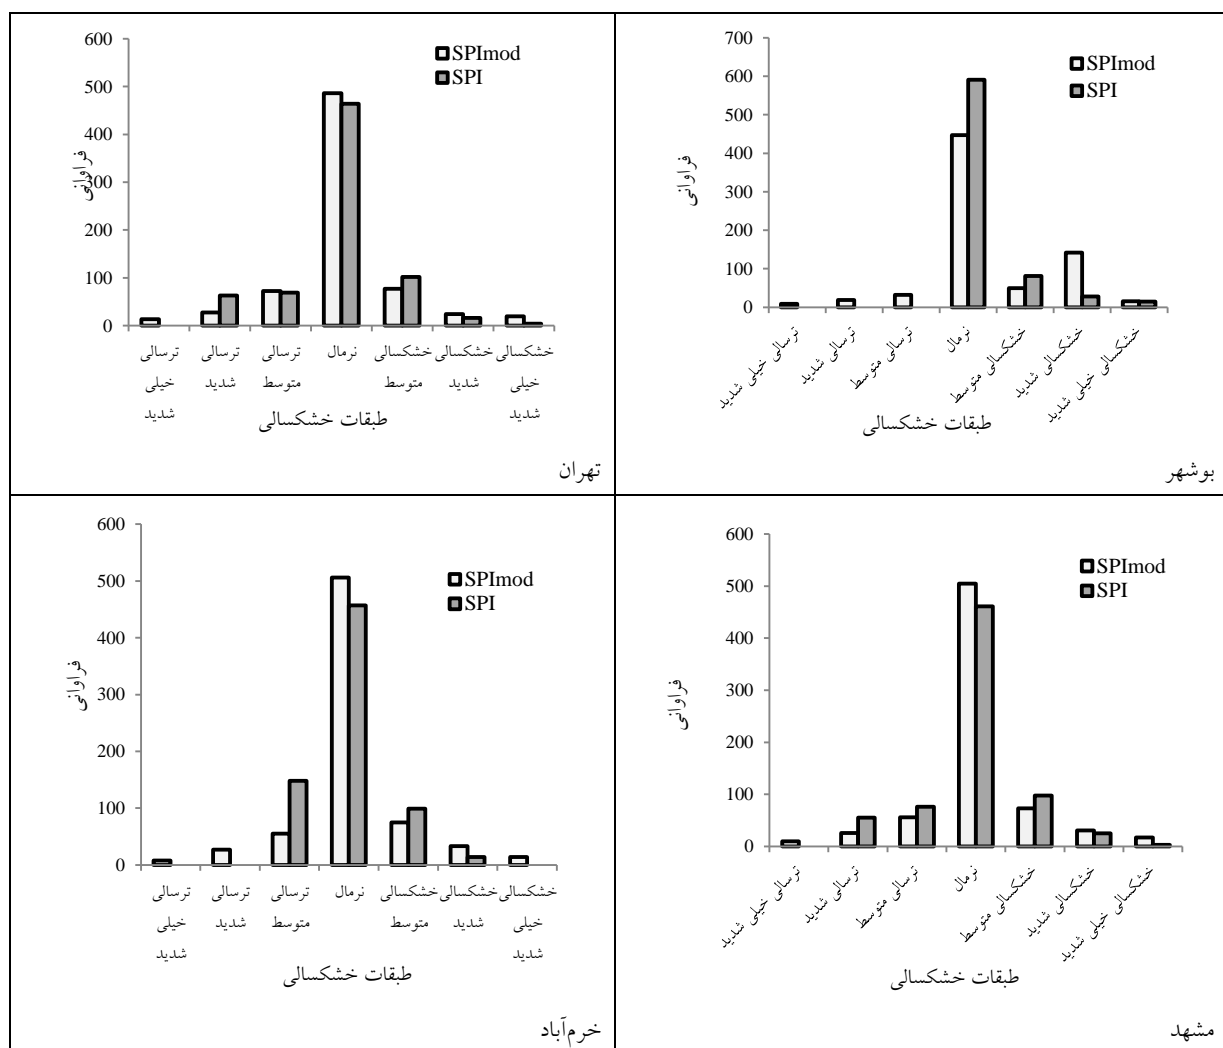 600
500
400
300
200
100
0
فراوانی
SPImod
SPI
ترسالی خیلی شدید
ترسالی شدید
ترسالی متوسط
نرمال
خشکسالی متوسط
خشکسالی شدید
خشکسالی خیلی شدید
طبقات خشکسالی
تهران
700
600
500
400
300
200
100
0
فراوانی
SPImod
SPI
ترسالی خیلی شدید
ترسالی شدید
ترسالی متوسط
نرمال
خشکسالی متوسط
خشکسالی شدید
خشکسالی خیلی شدید
طبقات خشکسالی
بوشهر
600
500
400
300
200
100
0
فراوانی
SPImod
SPI
ترسالی خیلی شدید
ترسالی شدید
ترسالی متوسط
نرمال
خشکسالی متوسط
خشکسالی شدید
خشکسالی خیلی شدید
طبقات خشکسالی
خرم‌آباد
600
500
400
300
200
100
0
فراوانی
SPImod
SPI
ترسالی خیلی شدید
ترسالی شدید
ترسالی متوسط
نرمال
خشکسالی متوسط
خشکسالی شدید
خشکسالی خیلی شدید
طبقات خشکسالی
مشهد